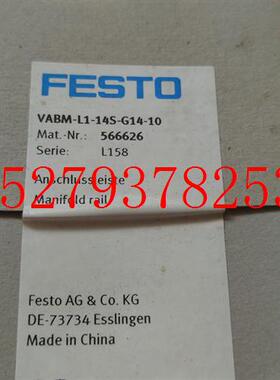 FESTO
VABM-L1-14S-G14-10
Mat.-Nr.: 566626
Serie: L158
15279378253
Anschlussleiste
Manifold rail
Festo AG & Co. KG
DE-73734 Esslingen
Made in China